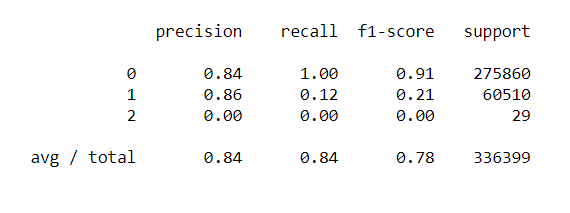 precision recall f1-score support
0 0.84 1.00 0.91 275860
1 0.86 0.12 0.21 60510
2 0.00 0.00 0.00 29
avg / total 0.84 0.84 0.78 336399